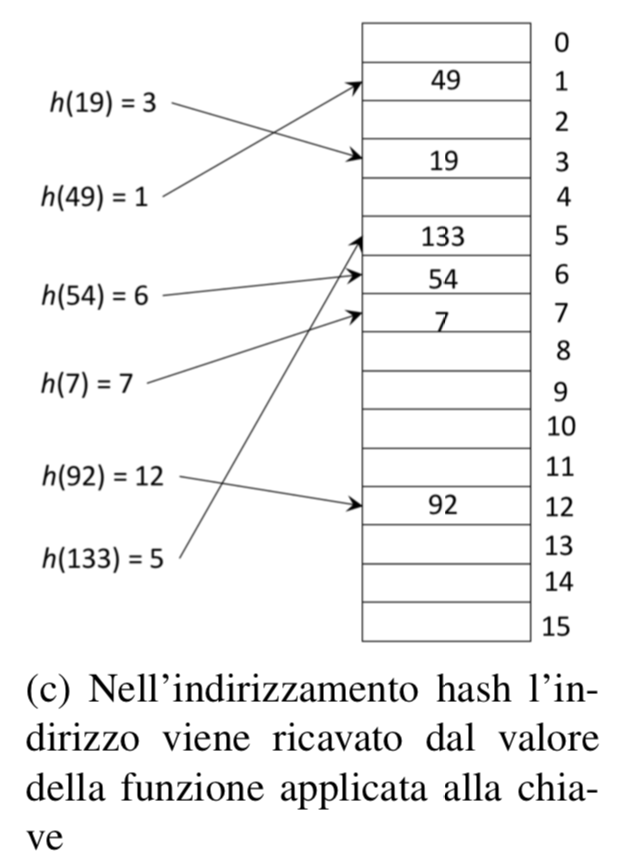 h(19) = 3
h(49) = 1
h(54) = 6
h(7) = 7
h(92) = 12
h(133) = 5
0
49 1
2
19 3
4
133 5
54 6
7 7
8
9
10
11
92 12
13
14
15
(c) Nell'indirizzamento hash l'in-
dirizzo viene ricavato dal valore
della funzione applicata alla chia-
ve